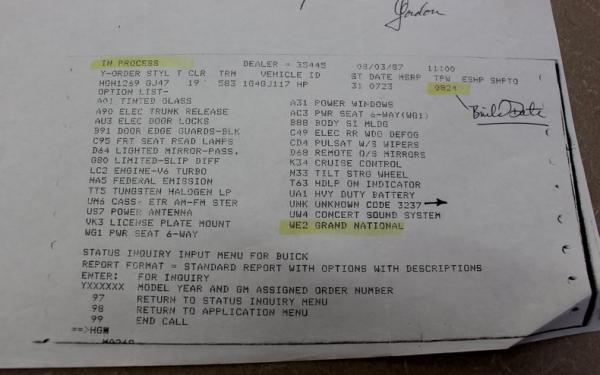 Gordon
IN PROCESS DEALER = 35445 08/03/87 11:00
Y-ORDER STYL T CLR TRM VEHICLE ID ST DATE MSRP TPW ESHP SHPTO
HGH1269 GJ47 19 583 1G4GJ117 HP 31 0723 0824
OPTION LIST-
Build Date
A01 TINTED GLASS A31 POWER WINDOWS
A90 ELEC TRUNK RELEASE AC3 PWR SEAT 6-WAY(WG1)
AU3 ELEC DOOR LOCKS B88 BODY SI MLDG
B91 DOOR EDGE GUARDS-BLK C49 ELEC RR WDO DEFOG
C95 FRT SEAT READ LAMPS CD4 PULSAT W/S WIPERS
D64 LIGHTED MIRROR-PASS. D68 REMOTE O/S MIRRORS
G80 LIMITED-SLIP DIFF K34 CRUISE CONTROL
LC2 ENGINE-V6 TURBO N33 TILT STRG WHEEL
NA5 FEDERAL EMISSION T63 HDLP ON INDICATOR
TT5 TUNGSTEN HALOGEN LP UA1 HVY DUTY BATTERY
UM6 CASS- ETR AM-FM STER UNK UNKNOWN CODE 3237
US7 POWER ANTENNA UW4 CONCERT SOUND SYSTEM
VK3 LICENSE PLATE MOUNT WE2 GRAND NATIONAL
WG1 PWR SEAT 6-WAY
STATUS INQUIRY INPUT MENU FOR BUICK
REPORT FORMAT = STANDARD REPORT WITH OPTIONS WITH DESCRIPTIONS
ENTER: FOR INQUIRY
YXXXXXX MODEL YEAR AND GM ASSIGNED ORDER NUMBER
97 RETURN TO STATUS INQUIRY MENU
98 RETURN TO APPLICATION MENU
99 END CALL
==>HGM